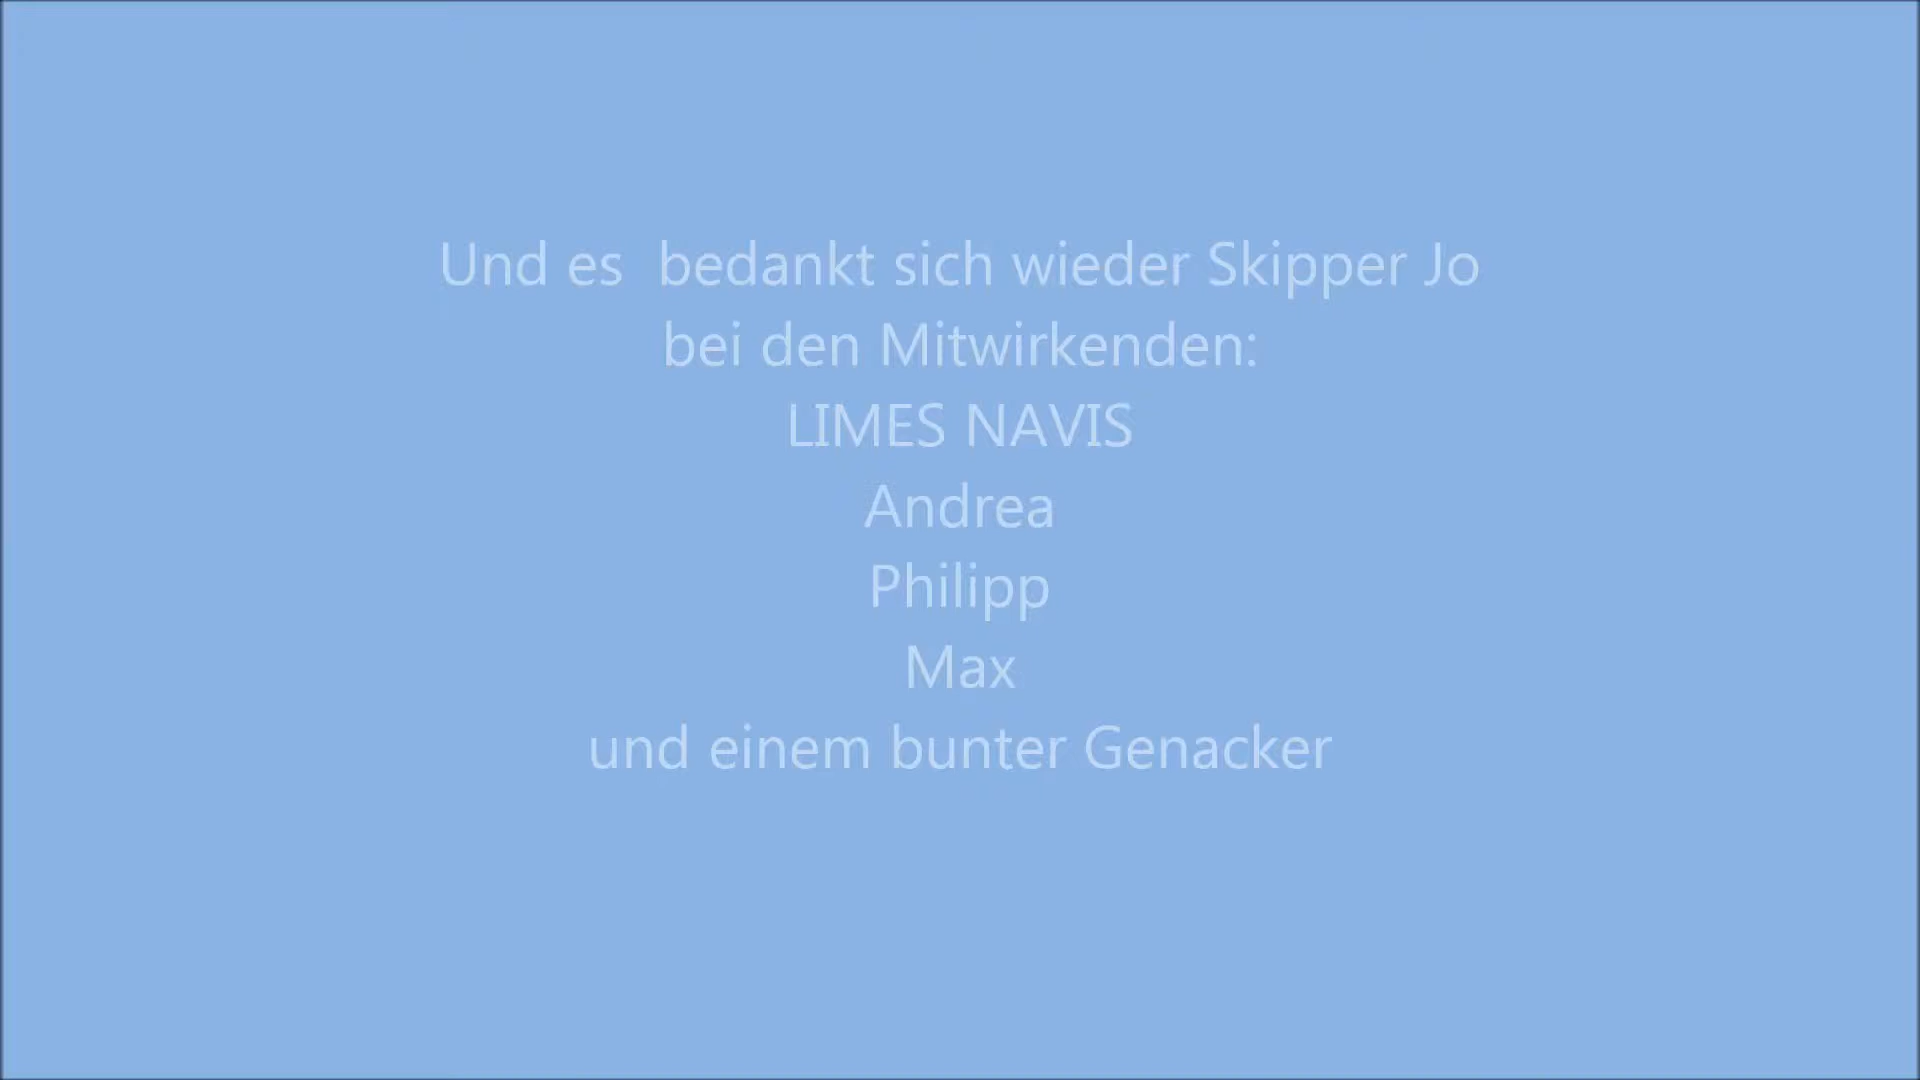 Und es  bedankt sich wieder Skipper Jo
bei den Mitwirkenden:
LIMES NAVIS
Andrea
Philipp
Max
und einem bunter Genacker